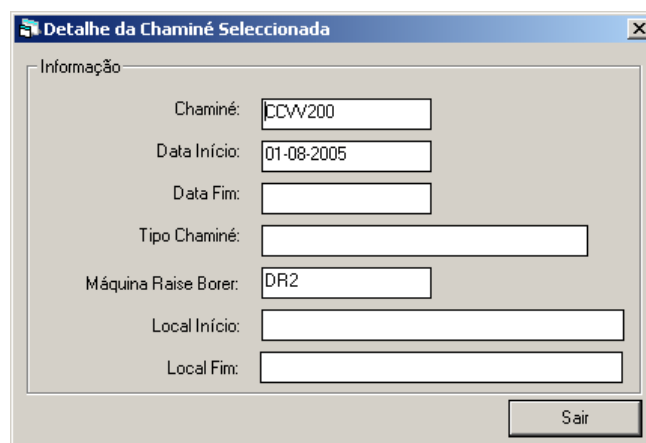 Detalhe da Chaminé Seleccionada
Informação
Chaminé: CCVV200
Data Início: 01-08-2005
Data Fim:
Tipo Chaminé:
Máquina Raise Borer: DR2
Local Início:
Local Fim:
Sair